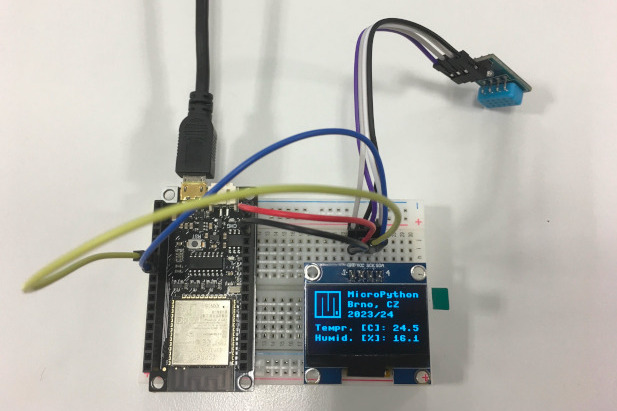 MicroPython
Brno, CZ
2023/24
Tempr. [C]: 24.5
Humid. [%]: 16.1